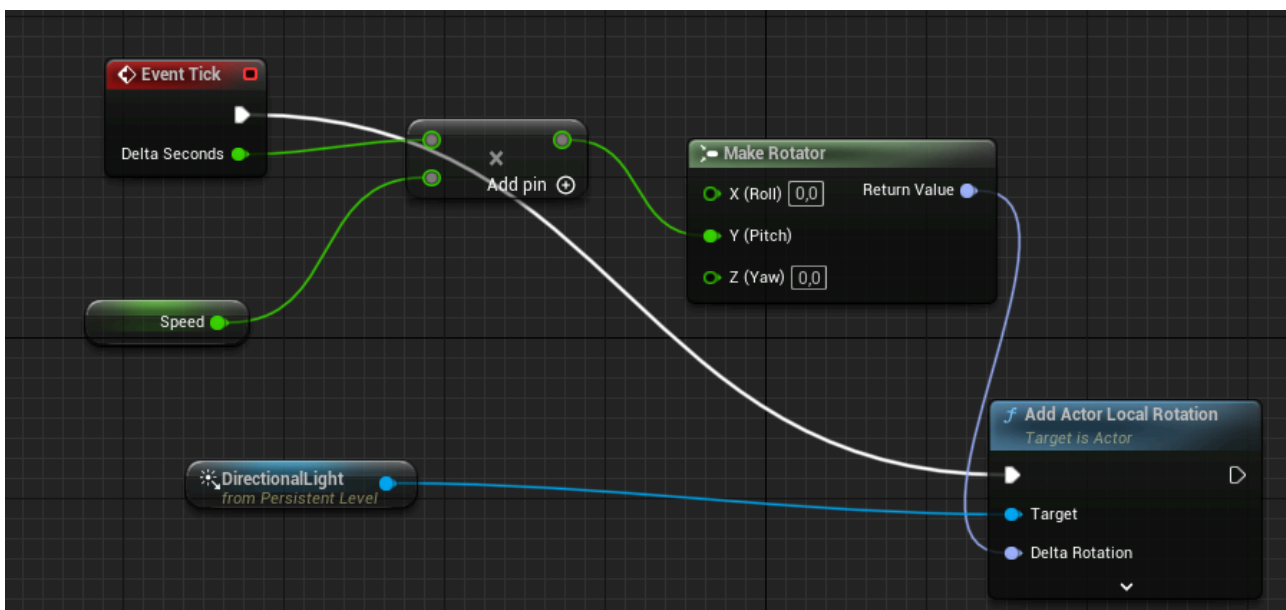 Event Tick
Delta Seconds
Add pin
Speed
Make Rotator
X (Roll) 0,0
Return Value
Y (Pitch)
Z (Yaw) 0,0
DirectionalLight
from Persistent Level
f Add Actor Local Rotation
Target is Actor
Target
Delta Rotation